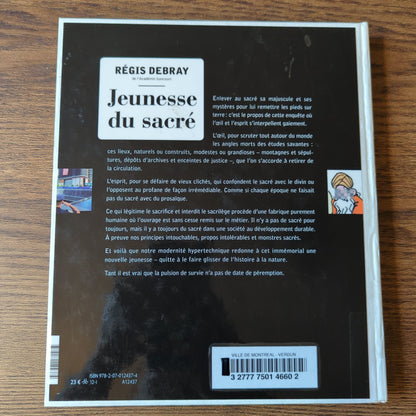 RÉGIS DEBRAY
de l'Académie Goncourt
Jeunesse
du sacré
Enlever au sacré sa majuscule et ses
mystères pour lui remettre les pieds sur
terre : c'est le propos de cette enquête où
l'œil et l'esprit s'interpellent gaiement.
L'œil, pour scruter tout autour du monde
les angles morts des études savantes :
ces lieux, naturels ou construits, modestes ou grandioses – montagnes et sépul-
tures, dépôts d'archives et enceintes de justice –, que l'on s'accorde à retirer de
la circulation.
L'esprit, pour se défaire de vieux clichés, qui confondent le sacré avec le divin ou
l'opposent au profane de façon irrémédiable. Comme si chaque époque ne faisait
pas du sacré avec du prosaïque.
Ce qui légitime le sacrifice et interdit le sacrilège procède d'une fabrique purement
humaine où l'ouvrage est sans cesse remis sur le métier. Il n'y a pas de sacré pour
toujours, mais il y a toujours du sacré dans une société au développement durable.
À preuve nos principes intouchables, propos intolérables et monstres sacrés.
Et voilà que notre modernité hypertechnique redonne à cet immémorial une
nouvelle jeunesse – quitte à le faire glisser de l'histoire à la nature.
Tant il est vrai que la pulsion de survie n'a pas de date de péremption.
ISBN 978-2-07-012437-4
25 € 12-I A12437
VILLE DE MONTREAL - VERDUN
3 2777 7501 4660 2